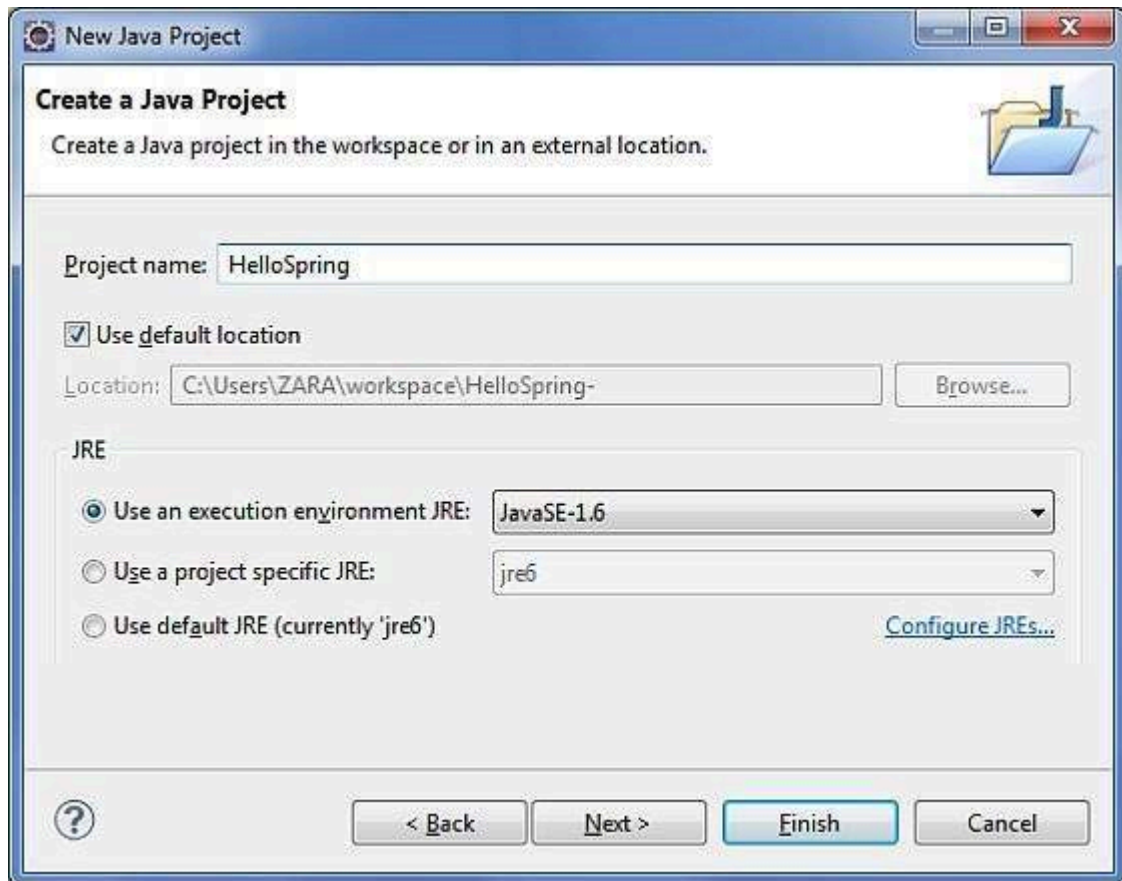 New Java Project
Create a Java Project
Create a Java project in the workspace or in an external location.
Project name: HelloSpring
Use default location
Location: C:\Users\ZARA\workspace\HelloSpring- Browse...
JRE
Use an execution environment JRE: JavaSE-1.6
Use a project specific JRE: jre6
Use default JRE (currently 'jre6') Configure JREs...
? < Back Next > Finish Cancel